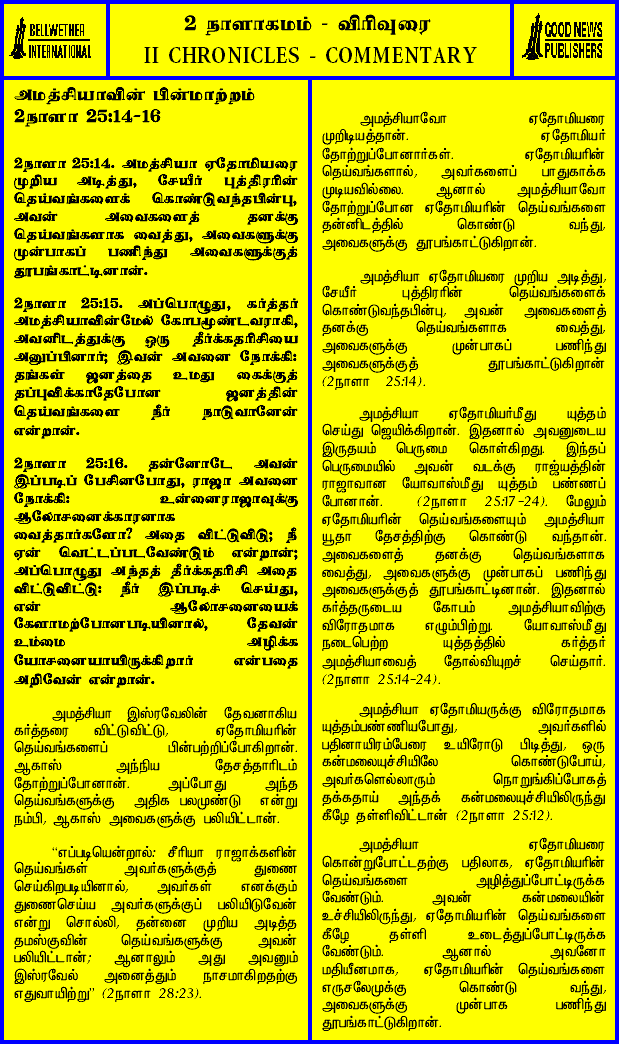 BELLWETHER
INTERNATIONAL
2 நாளாகமம் - விரிவுரை
II CHRONICLES - COMMENTARY
GOOD NEWS
PUBLISHERS
அமத்சியாவின் பின்மாற்றம்
2நாளா 25:14-16
2நாளா 25:14. அமத்சியா ஏதோமியரை
முறிய அடித்து, சேயீர் புத்திரரின்
தெய்வங்களைக் கொண்டுவந்தபின்பு,
அவன் அவைகளைத் தனக்கு
தெய்வங்களாக வைத்து, அவைகளுக்கு
முன்பாகப் பணிந்து அவைகளுக்குத்
தூபங்காட்டினான்.
2நாளா 25:15. அப்பொழுது, கர்த்தர்
அமத்சியாவின்மேல் கோபமூண்டவராகி,
அவனிடத்துக்கு ஒரு தீர்க்கதரிசியை
அனுப்பினார்; இவன் அவனை நோக்கி:
தங்கள் ஜனத்தை உமது கைக்குத்
தப்புவிக்காதேபோன ஜனத்தின்
தெய்வங்களை நீர் நாடுவானேன்
என்றான்.
2நாளா 25:16. தன்னோடே அவன்
இப்படிப் பேசினபோது, ராஜா அவனை
நோக்கி: உன்னைராஜாவுக்கு
ஆலோசனைக்காரனாக
வைத்தார்களோ? அதை விட்டுவிடு; நீ
ஏன் வெட்டப்படவேண்டும் என்றான்;
அப்பொழுது அந்தத் தீர்க்கதரிசி அதை
விட்டுவிட்டு: நீர் இப்படிச் செய்து,
என் ஆலோசனையைக்
கேளாமற்போனபடியினால், தேவன்
உம்மை அழிக்க
யோசனையாயிருக்கிறார் என்பதை
அறிவேன் என்றான்.
அமத்சியா இஸ்ரவேலின் தேவனாகிய
கர்த்தரை விட்டுவிட்டு, ஏதோமியரின்
தெய்வங்களைப் பின்பற்றிப்போகிறான்.
ஆகாஸ் அந்நிய தேசத்தாரிடம்
தோற்றுப்போனான். அப்போது அந்த
தெய்வங்களுக்கு அதிக பலமுண்டு என்று
நம்பி, ஆகாஸ் அவைகளுக்கு பலியிட்டான்.
“எப்படியென்றால்: சீரியா ராஜாக்களின்
தெய்வங்கள் அவர்களுக்குத் துணை
செய்கிறபடியினால், அவர்கள் எனக்கும்
துணைசெய்ய அவர்களுக்குப் பலியிடுவேன்
என்று சொல்லி, தன்னை முறிய அடித்த
தமஸ்குவின் தெய்வங்களுக்கு அவன்
பலியிட்டான்; ஆனாலும் அது அவனும்
இஸ்ரவேல் அனைத்தும் நாசமாகிறதற்கு
எதுவாயிற்று” (2நாளா 28:23).
அமத்சியாவோ ஏதோமியரை
முறிடியத்தான். ஏதோமியர்
தோற்றுப்போனார்கள். ஏதோமியரின்
தெய்வங்களால், அவர்களைப் பாதுகாக்க
முடியவில்லை. ஆனால் அமத்சியாவோ
தோற்றுப்போன ஏதோமியரின் தெய்வங்களை
தன்னிடத்தில் கொண்டு வந்து,
அவைகளுக்கு தூபங்காட்டுகிறான்.
அமத்சியா ஏதோமியரை முறிய அடித்து,
சேயீர் புத்திரரின் தெய்வங்களைக்
கொண்டுவந்தபின்பு, அவன் அவைகளைத்
தனக்கு தெய்வங்களாக வைத்து,
அவைகளுக்கு முன்பாகப் பணிந்து
அவைகளுக்குத் தூபங்காட்டுகிறான்
(2நாளா 25:14).
அமத்சியா ஏதோமியர்மீது யுத்தம்
செய்து ஜெயிக்கிறான். இதனால் அவனுடைய
இருதயம் பெருமை கொள்கிறது. இந்தப்
பெருமையில் அவன் வடக்கு ராஜ்யத்தின்
ராஜாவான யோவாஸ்மீது யுத்தம் பண்ணப்
போனான். (2நாளா 25:17-24). மேலும்
ஏதோமியரின் தெய்வங்களையும் அமத்சியா
யூதா தேசத்திற்கு கொண்டு வந்தான்.
அவைகளைத் தனக்கு தெய்வங்களாக
வைத்து, அவைகளுக்கு முன்பாகப் பணிந்து
அவைகளுக்குத் தூபங்காட்டினான். இதனால்
கர்த்தருடைய கோபம் அமத்சியாவிற்கு
விரோதமாக எழும்பிற்று. யோவாஸ்மீது
நடைபெற்ற யுத்தத்தில் கர்த்தர்
அமத்சியாவைத் தோல்வியுறச் செய்தார்.
(2நாளா 25:14-24).
அமத்சியா ஏதோமியருக்கு விரோதமாக
யுத்தம்பண்ணியபோது, அவர்களில்
பதினாயிரம்பேரை உயிரோடு பிடித்து, ஒரு
கன்மலையுச்சியிலே கொண்டுபோய்,
அவர்களெல்லாரும் நொறுங்கிப்போகத்
தக்கதாய் அந்தக் கன்மலையுச்சியிலிருந்து
கீழே தள்ளிவிட்டான் (2நாளா 25:12).
அமத்சியா ஏதோமியரை
கொன்றுபோட்டதற்கு பதிலாக, ஏதோமியரின்
தெய்வங்களை அழித்துப்போட்டிருக்க
வேண்டும். அவன் கன்மலையின்
உச்சியிலிருந்து, ஏதோமியரின் தெய்வங்களை
கீழே தள்ளி உடைத்துப்போட்டிருக்க
வேண்டும். ஆனால் அவனோ
மதியீனமாக, ஏதோமியரின் தெய்வங்களை
எருசலேமுக்கு கொண்டு வந்து,
அவைகளுக்கு முன்பாக பணிந்து
தூபங்காட்டுகிறான்.